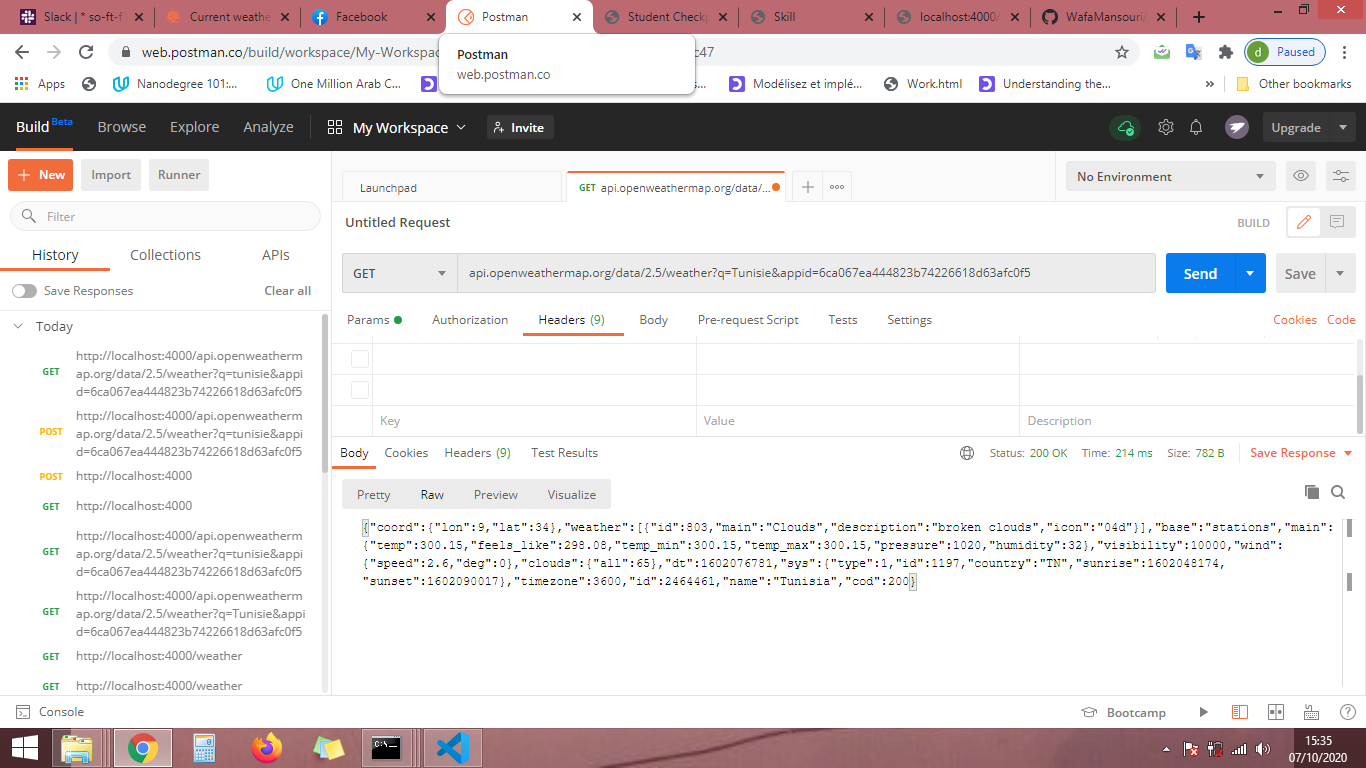 Slack | * so-ft-f
Current weathe
Facebook
Postman
Student Checkp
Skill
localhost:4000/
WafaMansouri/
web.postman.co/build/workspace/My-Workspac
c47
d Paused
Postman
web.postman.co
Apps
Nanodegree 101:...
One Million Arab C...
s...
Modélisez et implé...
Work.html
Understanding the...
»
Other bookmarks
Build Beta
Browse
Explore
Analyze
My Workspace
Invite
Upgrade
+ New
Import
Runner
Launchpad
GET api.openweathermap.org/data/...
No Environment
Filter
Untitled Request
BUILD
History
Collections
APIs
GET
api.openweathermap.org/data/2.5/weather?q=Tunisie&appid=6ca067ea444823b74226618d63afc0f5
Send
Save
Save Responses
Clear all
Params
Authorization
Headers (9)
Body
Pre-request Script
Tests
Settings
Cookies
Code
Today
GET
http://localhost:4000/api.openweatherm
ap.org/data/2.5/weather?q=tunisie&appi
d=6ca067ea444823b74226618d63afc0f5
POST
http://localhost:4000/api.openweatherm
ap.org/data/2.5/weather?q=tunisie&appi
d=6ca067ea444823b74226618d63afc0f5
POST http://localhost:4000
GET http://localhost:4000
GET
http://localhost:4000/api.openweatherm
ap.org/data/2.5/weather?q=tunisie&appi
d=6ca067ea444823b74226618d63afc0f5
GET
http://localhost:4000/api.openweatherm
ap.org/data/2.5/weather?q=Tunisie&appi
d=6ca067ea444823b74226618d63afc0f5
GET http://localhost:4000/weather
GET http://localhost:4000/weather
Key
Value
Description
Body
Cookies
Headers (9)
Test Results
Status: 200 OK
Time: 214 ms
Size: 782 B
Save Response
Pretty
Raw
Preview
Visualize
{"coord":{"lon":9,"lat":34},"weather":[{"id":803,"main":"Clouds","description":"broken clouds","icon":"04d"}],"base":"stations","main":
{"temp":300.15,"feels_like":298.08,"temp_min":300.15,"temp_max":300.15,"pressure":1020,"humidity":32},"visibility":10000,"wind":
{"speed":2.6,"deg":0},"clouds":{"all":65},"dt":1602076781,"sys":{"type":1,"id":1197,"country":"TN","sunrise":1602048174,
"sunset":1602090017},"timezone":3600,"id":2464461,"name":"Tunisia","cod":200}
Console
Bootcamp
15:35
07/10/2020